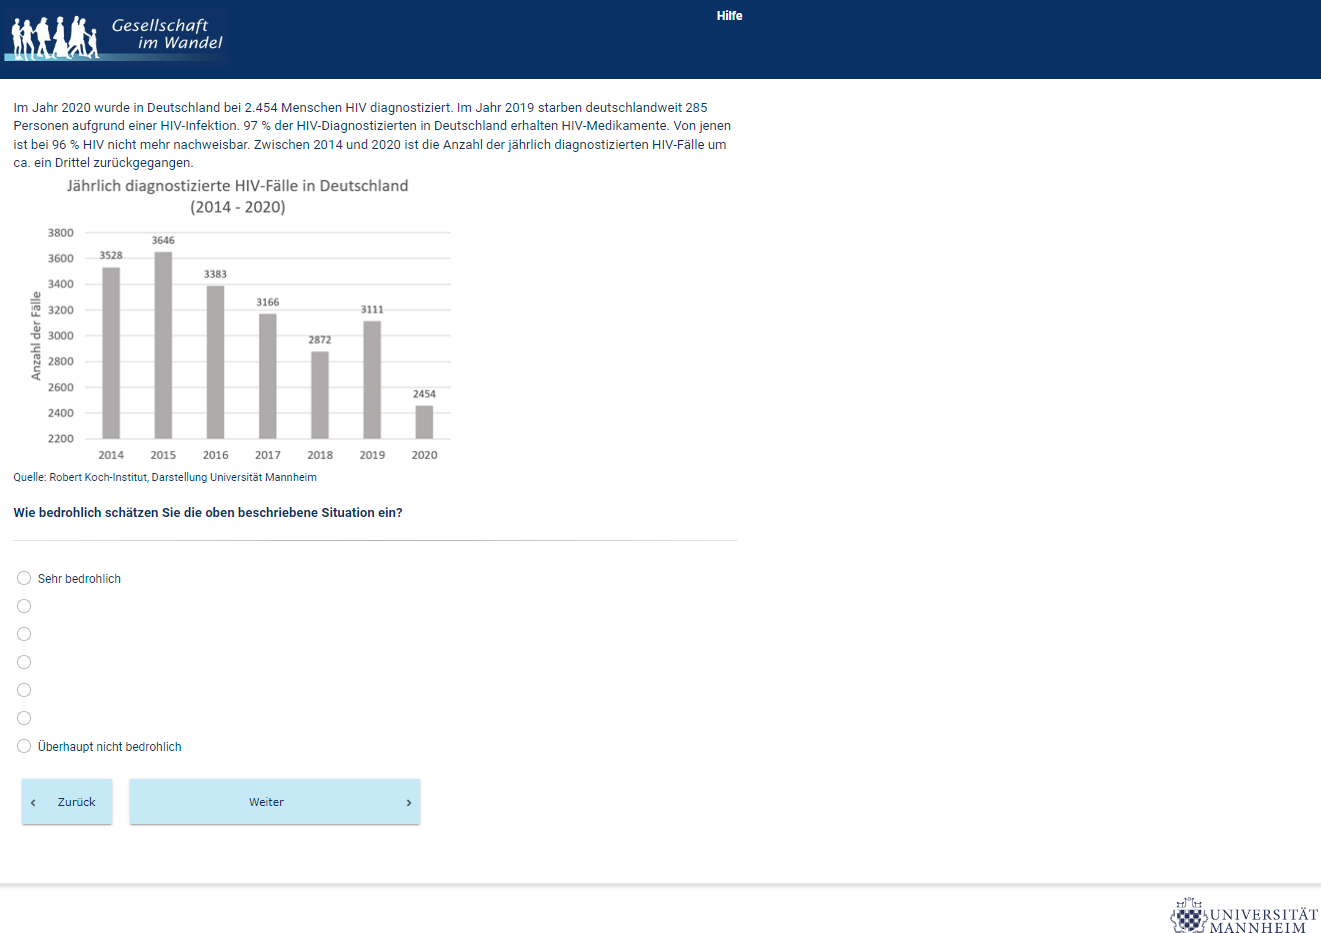 Gesellschaft
im Wandel
Hilfe
Im Jahr 2020 wurde in Deutschland bei 2.454 Menschen HIV diagnostiziert. Im Jahr 2019 starben deutschlandweit 285
Personen aufgrund einer HIV-Infektion. 97 % der HIV-Diagnostizierten in Deutschland erhalten HIV-Medikamente. Von jenen
ist bei 96 % HIV nicht mehr nachweisbar. Zwischen 2014 und 2020 ist die Anzahl der jährlich diagnostizierten HIV-Fälle um
ca. ein Drittel zurückgegangen.
Jährlich diagnostizierte HIV-Fälle in Deutschland
(2014 - 2020)
Anzahl der Fälle
3800
3600
3400
3200
3000
2800
2600
2400
2200
3528
3646
3383
3166
2872
3111
2454
2014 2015 2016 2017 2018 2019 2020
Quelle: Robert Koch-Institut, Darstellung Universität Mannheim
Wie bedrohlich schätzen Sie die oben beschriebene Situation ein?
Sehr bedrohlich
Überhaupt nicht bedrohlich
‹ Zurück
Weiter ›
UNIVERSITÄT
MANNHEIM